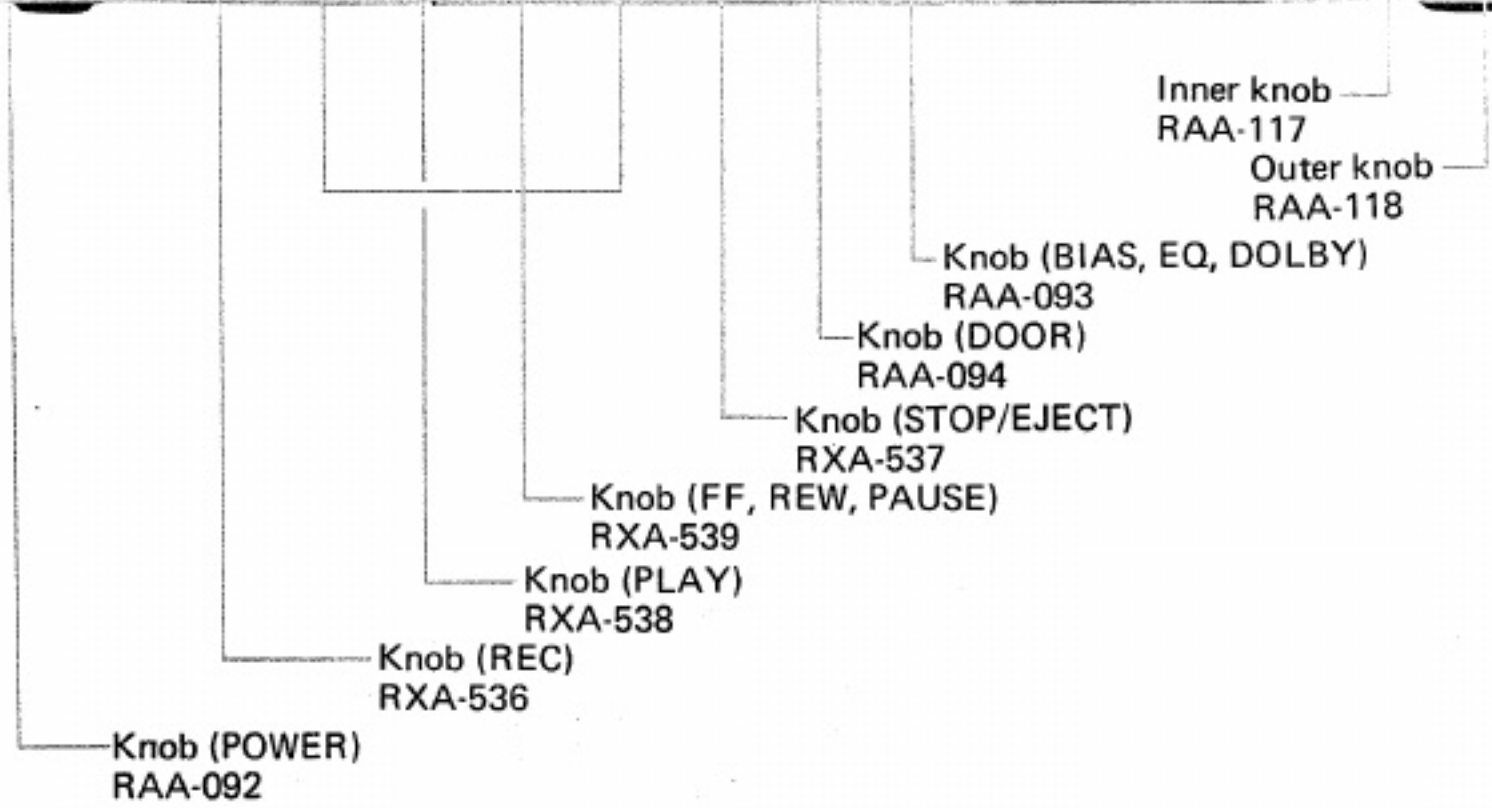 Inner knob
RAA-117
Outer knob
RAA-118
Knob (BIAS, EQ, DOLBY)
RAA-093
Knob (DOOR)
RAA-094
Knob (STOP/EJECT)
RXA-537
Knob (FF, REW, PAUSE)
RXA-539
Knob (PLAY)
RXA-538
Knob (REC)
RXA-536
Knob (POWER)
RAA-092